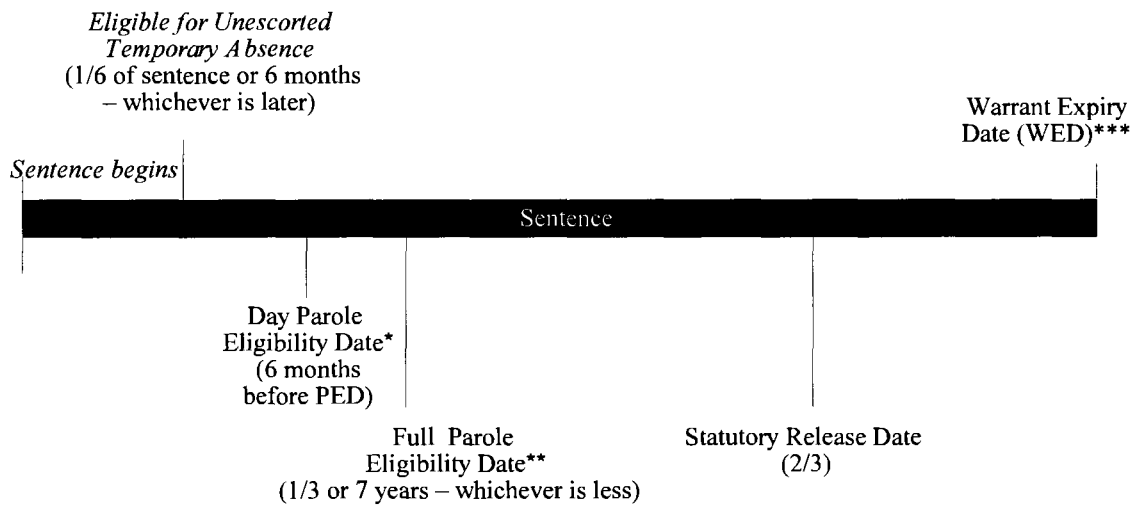 Eligible for Unescorted
Temporary Absence
(1/6 of sentence or 6 months
– whichever is later)
Warrant Expiry
Date (WED)***
Sentence begins
Sentence
Day Parole
Eligibility Date*
(6 months
before PED)
Full Parole
Eligibility Date**
(1/3 or 7 years – whichever is less)
Statutory Release Date
(2/3)